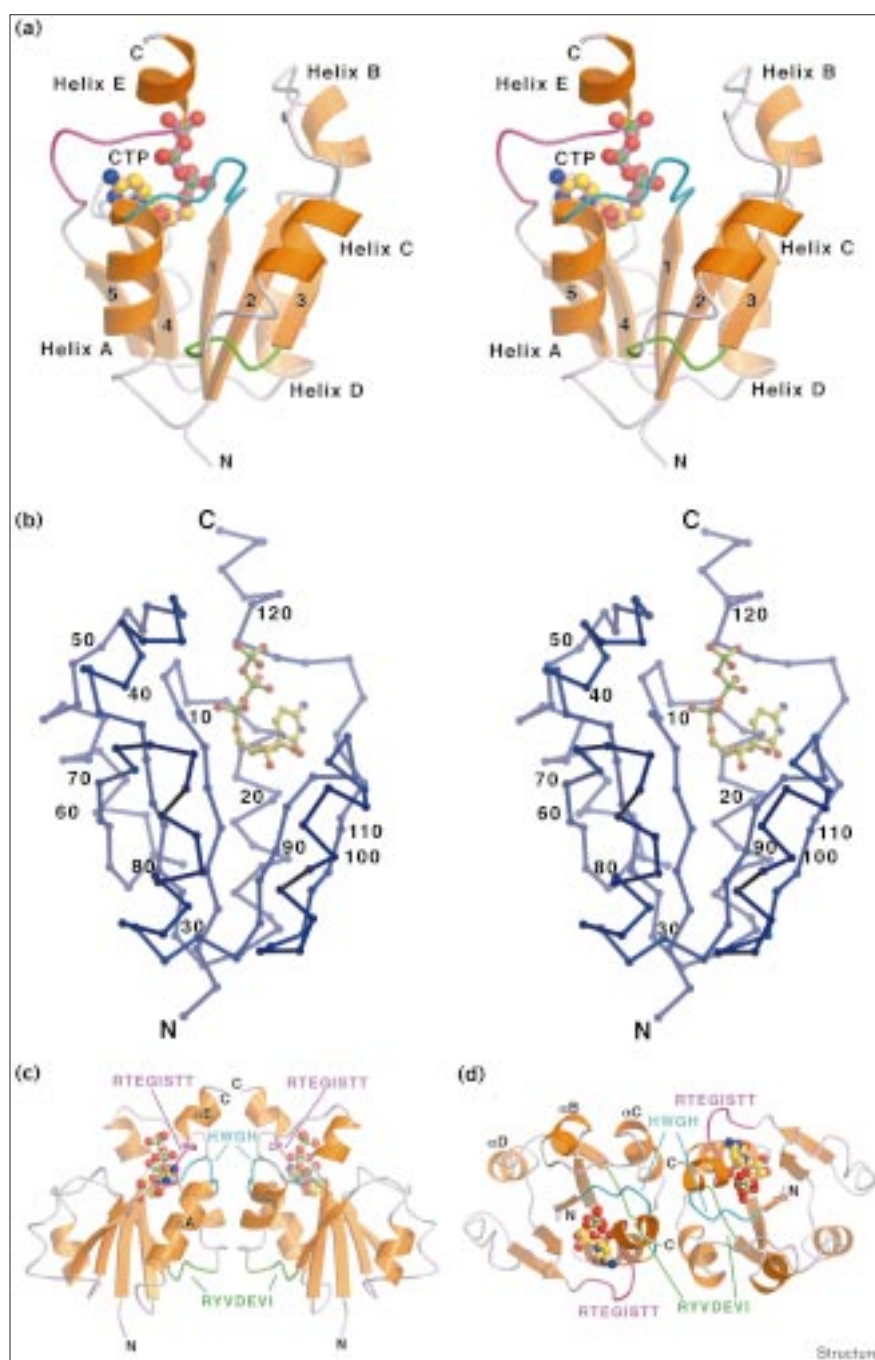 (a)
C
Helix E
Helix B
CTP
Helix C
1
5
2
3
4
Helix A
Helix D
N
C
Helix E
Helix B
CTP
Helix C
1
5
2
3
4
Helix A
Helix D
N
(b)
C
120
50
40
10
70
60
20
110
90
100
80
30
N
C
120
50
40
10
70
60
20
110
90
100
80
30
N
(c)
RTEGISTT
C
C
RTEGISTT
αE
HWGH
αA
RYVDEVI
N
N
(d)
RTEGISTT
αB
αC
HWGH
αD
C
N
N
C
RTEGISTT
RYVDEVI
Structure